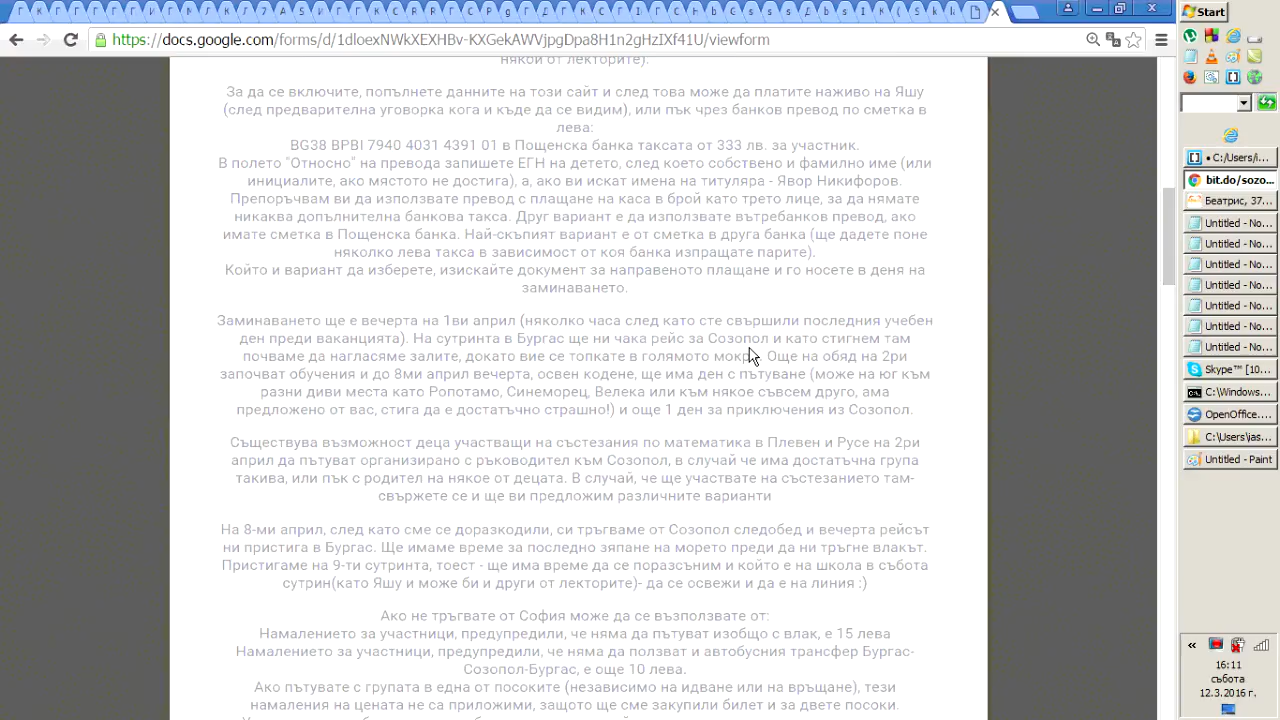 https://docs.google.com/forms/d/1dloexNWkXEXHBv-XyGekAWVjpgDpa8H1n2gHzIXf41U/viewform
някой от лекторите).
За да се включите, попълнете данните на този сайт и след това може да платите наживо на Яшу
(след предварителна уговорка кога и къде да се видим), или пък чрез банков превод по сметка в
лева:
BG38 BPBI 7940 4031 4391 01 в Пощенска банка таксата от 333 лв. за участник.
В полето "Относно" на превода запишете ЕГН на детето, след което собствено и фамилно име (или
инициалите, ако мястото не достига), а, ако ви искат имена на титуляра - Явор Никифоров.
Препоръчвам ви да използвате превод с плащане на каса в брой като трето лице, за да нямате
никаква допълнителна банкова такса. Друг вариант е да използвате вътребанков превод, ако
имате сметка в Пощенска банка. Найскъпият вариант е от сметка в друга банка (ще дадете поне
няколко лева такса в зависимост от коя банка изпращате парите).
Който и вариант да изберете, изискайте документ за направеното плащане и го носете в деня на
заминаването.
Заминаването ще е вечерта на 1ви април (няколко часа след като сте свършили последния учебен
ден преди ваканцията). На сутринта в Бургас ще ни чака рейс за Созопол и като стигнем там
почваме да нагласяме залите, докато вие се топкате в голямото мокро. Още на обяд на 2ри
започват обучения и до 8ми април вечерта, освен кодене, ще има ден с пътуване (може на юг към
разни диви места като Ропотамо, Синеморец, Велека или към някое съвсем друго, ама
предложено от вас, стига да е достатъчно страшно!) и още 1 ден за приключения из Созопол.
Съществува възможност деца участващи на състезания по математика в Плевен и Русе на 2ри
април да пътуват организирано с ръководител към Созопол, в случай че има достатъчна група
такива, или пък с родител на някое от децата. В случай, че ще участвате на състезанието там-
свържете се и ще ви предложим различните варианти
На 8-ми април, след като сме се доразкодили, си тръгваме от Созопол следобед и вечерта рейсът
ни пристига в Бургас. Ще имаме време за последно зяпане на морето преди да ни тръгне влакът.
Пристигаме на 9-ти сутринта, тоест - ще има време да се поразсъним и който е на школа в събота
сутрин(като Яшу и може би и други от лекторите)- да се освежи и да е на линия :)
Ако не тръгвате от София може да се възползвате от:
Намалението за участници, предупредили, че няма да пътуват изобщо с влак, е 15 лева
Намалението за участници, предупредили, че няма да ползват и автобусния трансфер Бургас-
Созопол-Бургас, е още 10 лева.
Ако пътувате с групата в една от посоките (независимо на идване или на връщане), тези
намаления на цената не са приложими, защото ще сме закупили билет и за двете посоки.
Start
C:/Users/i...
bit.do/sozo...
Беатрис, 37...
Untitled - No...
Untitled - No...
Untitled - No...
Untitled - No...
Untitled - No...
Untitled - No...
Untitled - No...
Skype™ [10...
C:\Windows...
OpenOffice....
C:\Users\ias...
Untitled - Paint
16:11
събота
12.3.2016 г.